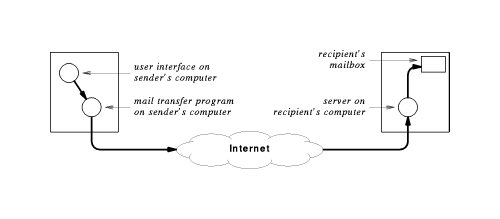 user interface on
sender's computer
mail transfer program
on sender's computer
Internet
recipient's
mailbox
server on
recipient's computer